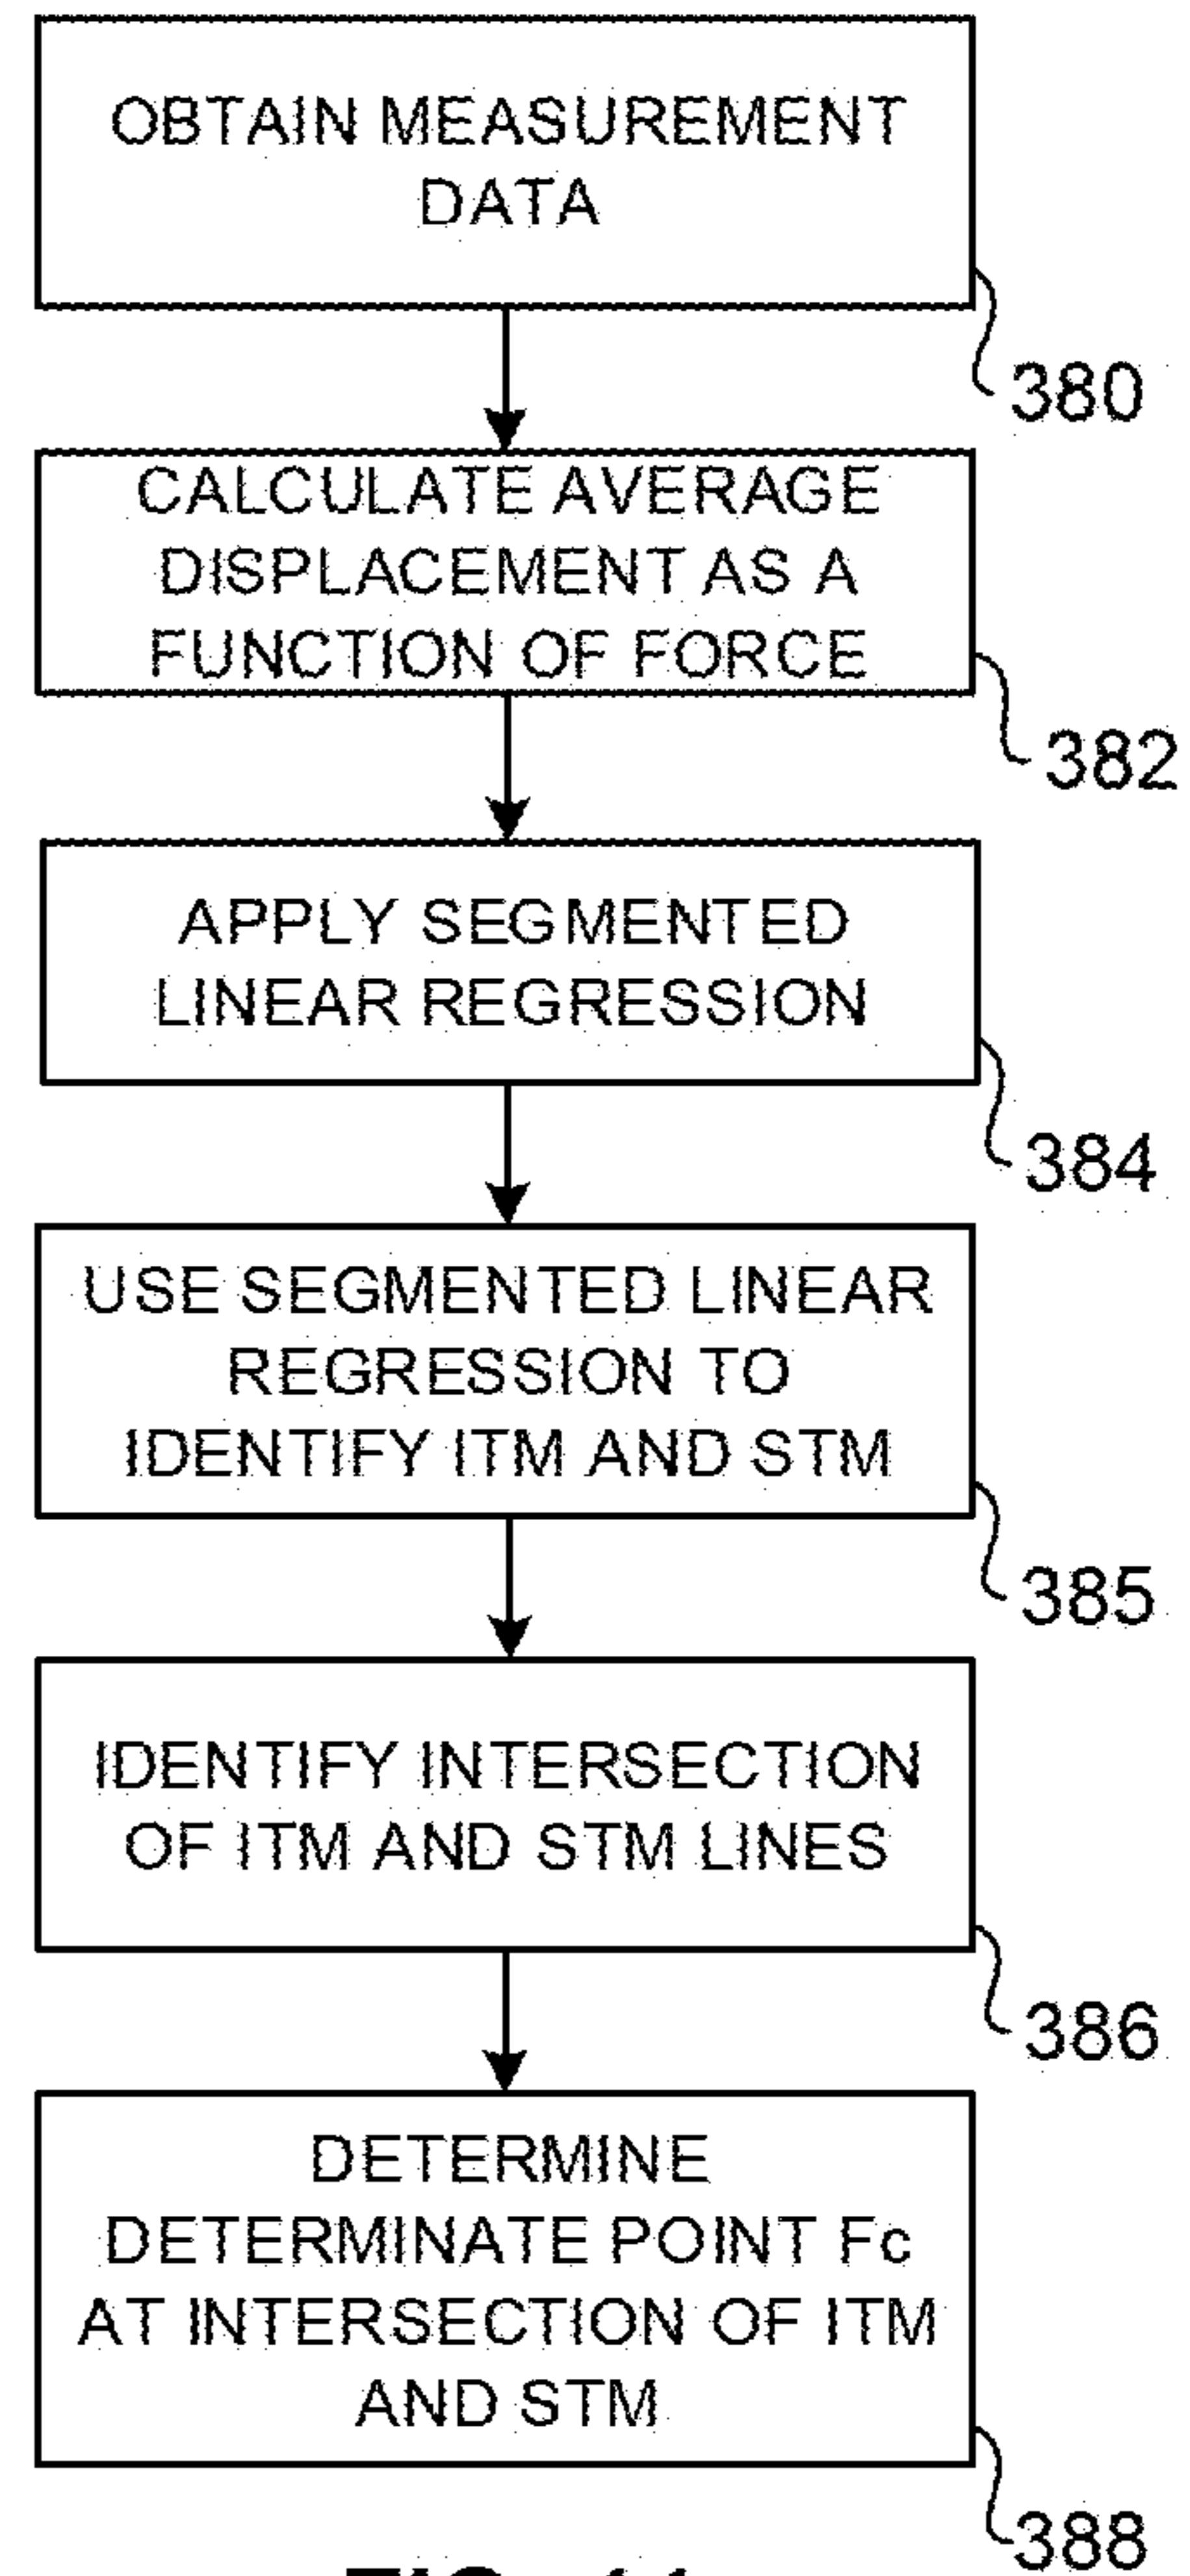 OBTAIN MEASUREMENT
DATA
380
CALCULATE AVERAGE
DISPLACEMENT AS A
FUNCTION OF FORCE
382
APPLY SEGMENTED
LINEAR REGRESSION
384
USE SEGMENTED LINEAR
REGRESSION TO
IDENTIFY ITM AND STM
385
IDENTIFY INTERSECTION
OF ITM AND STM LINES
386
DETERMINE
DETERMINATE POINT Fc
AT INTERSECTION OF ITM
AND STM
388